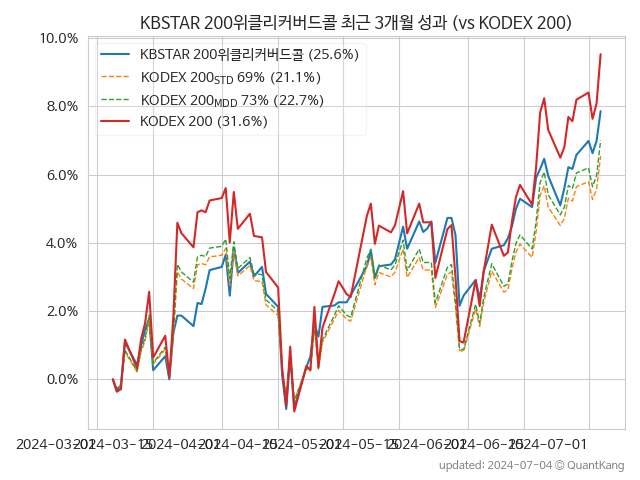 KBSTAR 200위클리커버드콜 최근 3개월 성과 (vs KODEX 200)
10.0%
8.0%
6.0%
4.0%
2.0%
0.0%
KBSTAR 200위클리커버드콜 (25.6%)
KODEX 200STD 69% (21.1%)
KODEX 200MDD 73% (22.7%)
KODEX 200 (31.6%)
2024-03-01 2024-03-15 2024-04-01 2024-04-15 2024-05-01 2024-05-15 2024-06-01 2024-06-15 2024-07-01
updated: 2024-07-04 © QuantKang